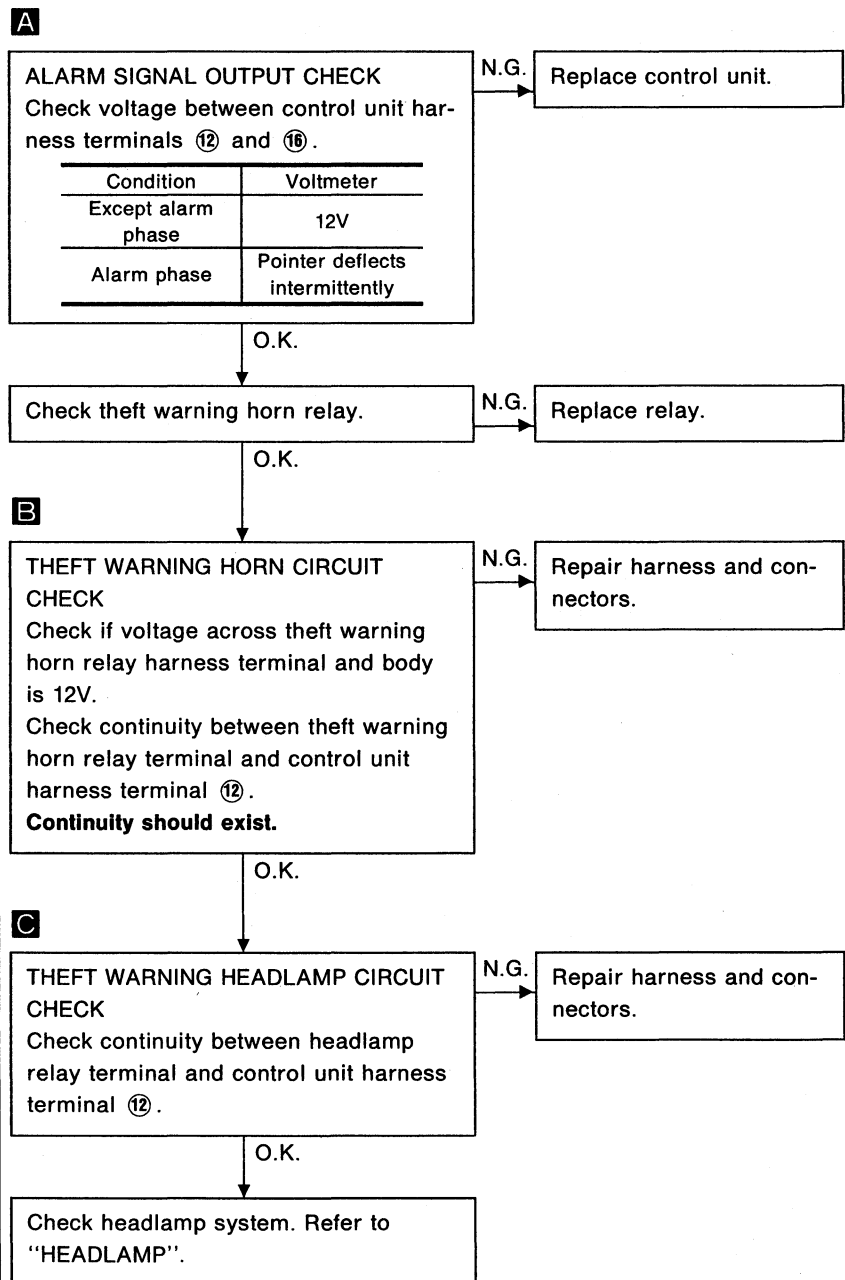 A
ALARM SIGNAL OUTPUT CHECK
Check voltage between control unit har-
ness terminals ⑫ and ⑯.
Condition Voltmeter
Except alarm
phase
12V
Alarm phase
Pointer deflects
intermittently
N.G.
Replace control unit.
O.K.
Check theft warning horn relay.
N.G.
Replace relay.
O.K.
B
THEFT WARNING HORN CIRCUIT
CHECK
Check if voltage across theft warning
horn relay harness terminal and body
is 12V.
Check continuity between theft warning
horn relay terminal and control unit
harness terminal ⑫.
Continuity should exist.
N.G.
Repair harness and con-
nectors.
O.K.
C
THEFT WARNING HEADLAMP CIRCUIT
CHECK
Check continuity between headlamp
relay terminal and control unit harness
terminal ⑫.
N.G.
Repair harness and con-
nectors.
O.K.
Check headlamp system. Refer to
''HEADLAMP''.